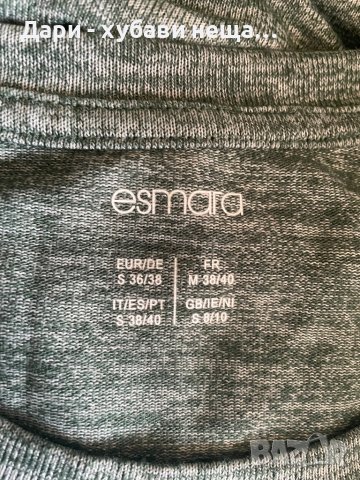 Дари - хубави неща...
esmara
EUR/DE
S 36/38
FR
M 38/40
IT/ES/PT
S 38/40
GB/IE/NI
S 8/10
BAZAR